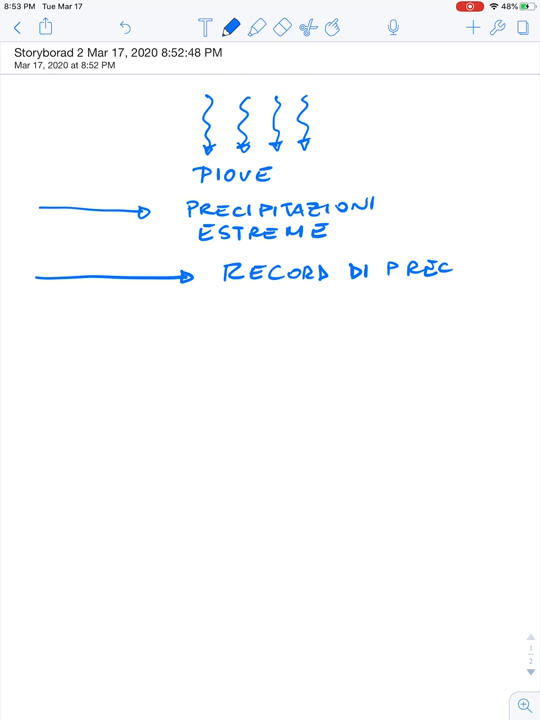 8:53 PM Tue Mar 17 48%
T
Storyborad 2 Mar 17, 2020 8:52:48 PM
Mar 17, 2020 at 8:52 PM
PIOVE
PRECIPITAZIONI
ESTREME
RECORD DI PREC
1
2